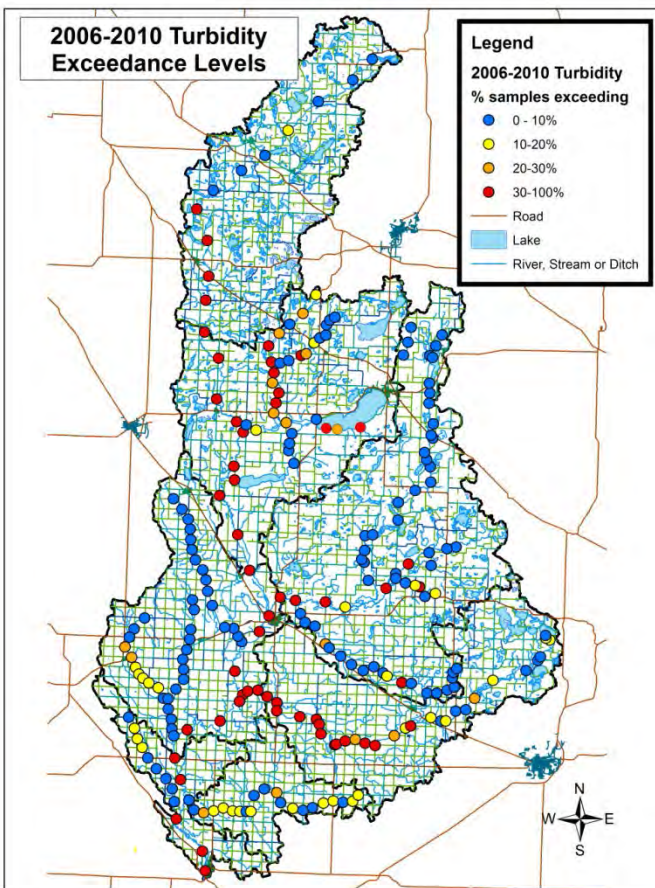 2006-2010 Turbidity
Exceedance Levels
Legend
2006-2010 Turbidity
% samples exceeding
0 - 10%
10-20%
20-30%
30-100%
Road
Lake
River, Stream or Ditch
N
W E
S